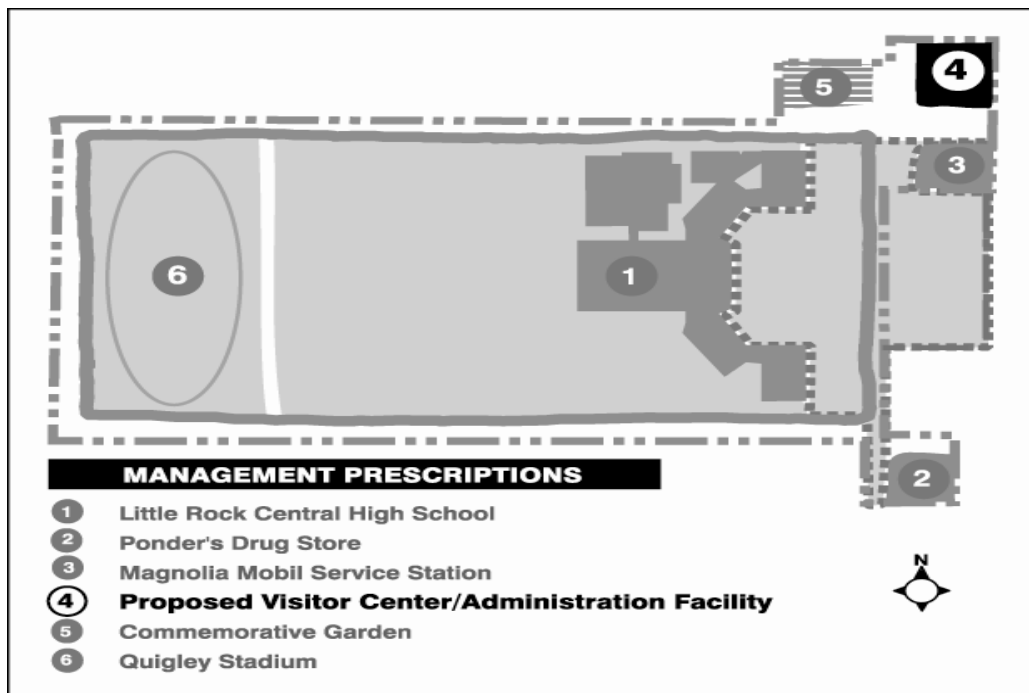 4
5
3
6
1
2
MANAGEMENT PRESCRIPTIONS
1 Little Rock Central High School
2 Ponder's Drug Store
3 Magnolia Mobil Service Station
4 Proposed Visitor Center/Administration Facility
5 Commemorative Garden
6 Quigley Stadium
N